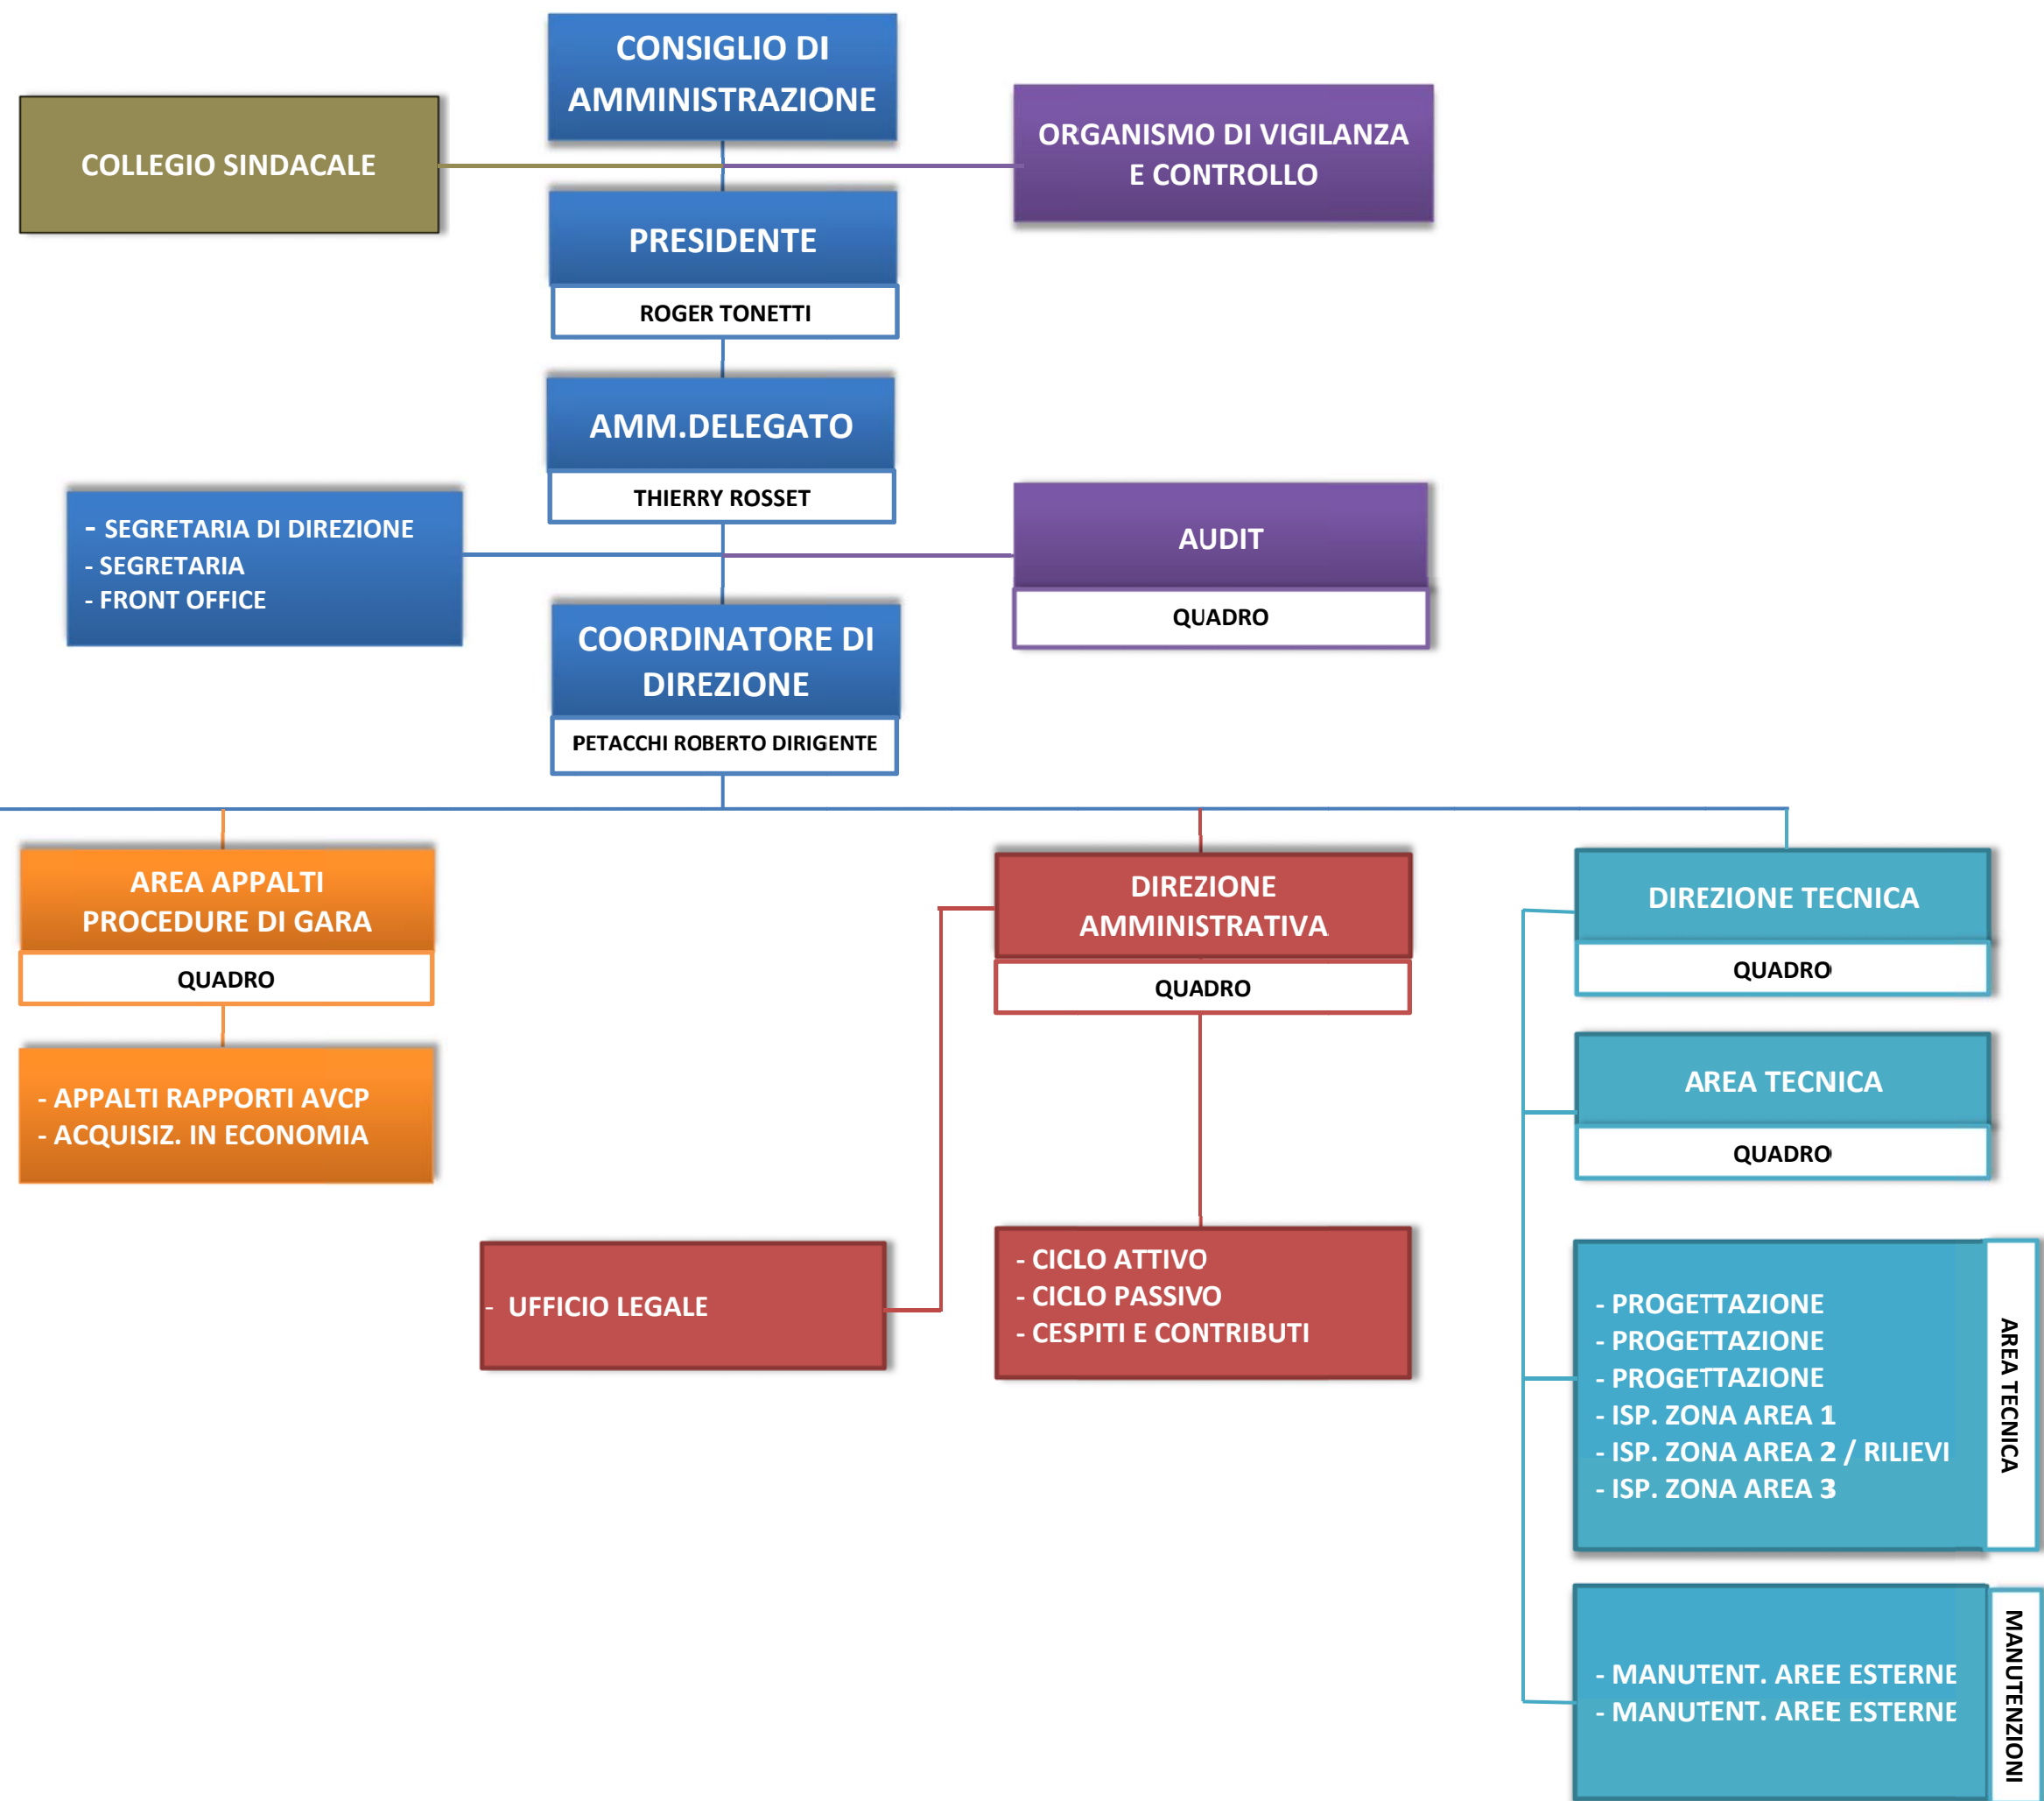 CONSIGLIO DI
AMMINISTRAZIONE
COLLEGIO SINDACALE
ORGANISMO DI VIGILANZA
E CONTROLLO
PRESIDENTE
ROGER TONETTI
AMM.DELEGATO
THIERRY ROSSET
- SEGRETARIA DI DIREZIONE
- SEGRETARIA
- FRONT OFFICE
AUDIT
QUADRO
COORDINATORE DI
DIREZIONE
PETACCHI ROBERTO DIRIGENTE
AREA APPALTI
PROCEDURE DI GARA
QUADRO
- APPALTI RAPPORTI AVCP
- ACQUISIZ. IN ECONOMIA
DIREZIONE
AMMINISTRATIVA
QUADRO
- UFFICIO LEGALE
- CICLO ATTIVO
- CICLO PASSIVO
- CESPITI E CONTRIBUTI
DIREZIONE TECNICA
QUADRO
AREA TECNICA
QUADRO
- PROGETTAZIONE
- PROGETTAZIONE
- PROGETTAZIONE
- ISP. ZONA AREA 1
- ISP. ZONA AREA 2 / RILIEVI
- ISP. ZONA AREA 3
AREA TECNICA
- MANUTENT. AREE ESTERNE
- MANUTENT. AREE ESTERNE
MANUTENZIONI